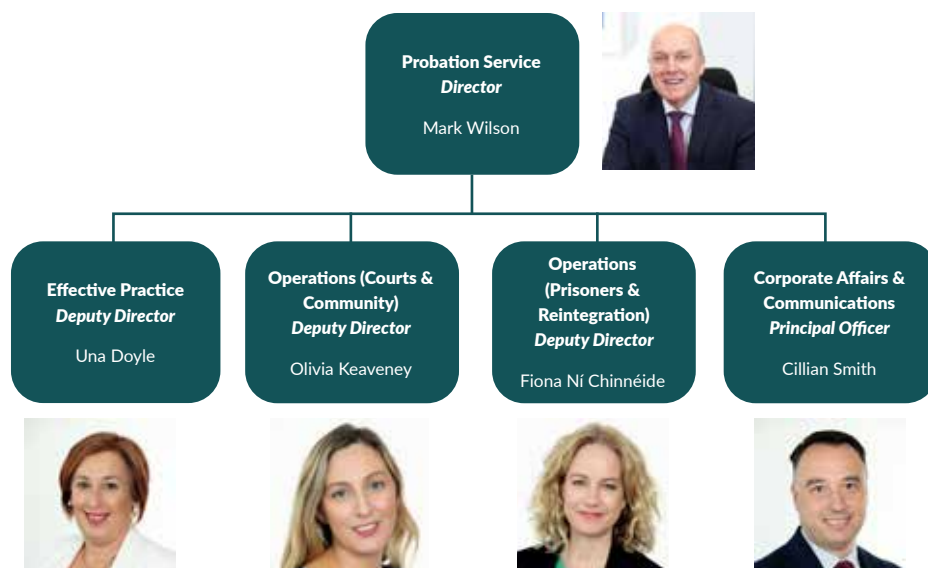 Probation Service
Director
Mark Wilson
Effective Practice
Deputy Director
Una Doyle
Operations (Courts &
Community)
Deputy Director
Olivia Keaveney
Operations
(Prisoners &
Reintegration)
Deputy Director
Fiona Ní Chinnéide
Corporate Affairs &
Communications
Principal Officer
Cillian Smith